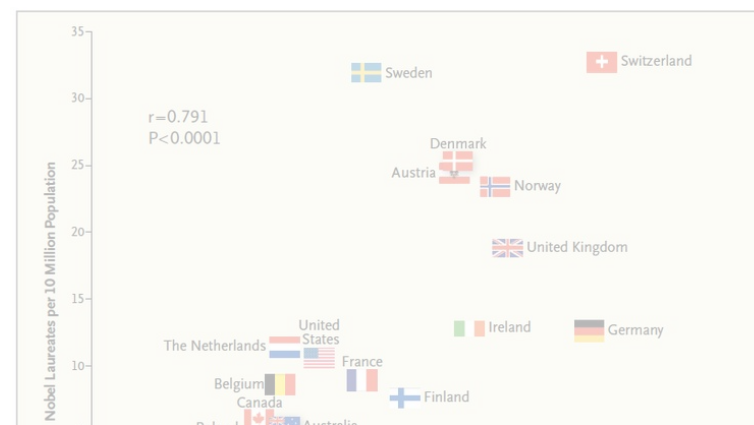 35
Switzerland
Sweden
30
r=0.791
P<0.0001
Denmark
25
Austria
Norway
20
United Kingdom
15
United
States
Ireland
Germany
The Netherlands
10
France
Belgium
Finland
Canada
Nobel Laureates per 10 Million Population